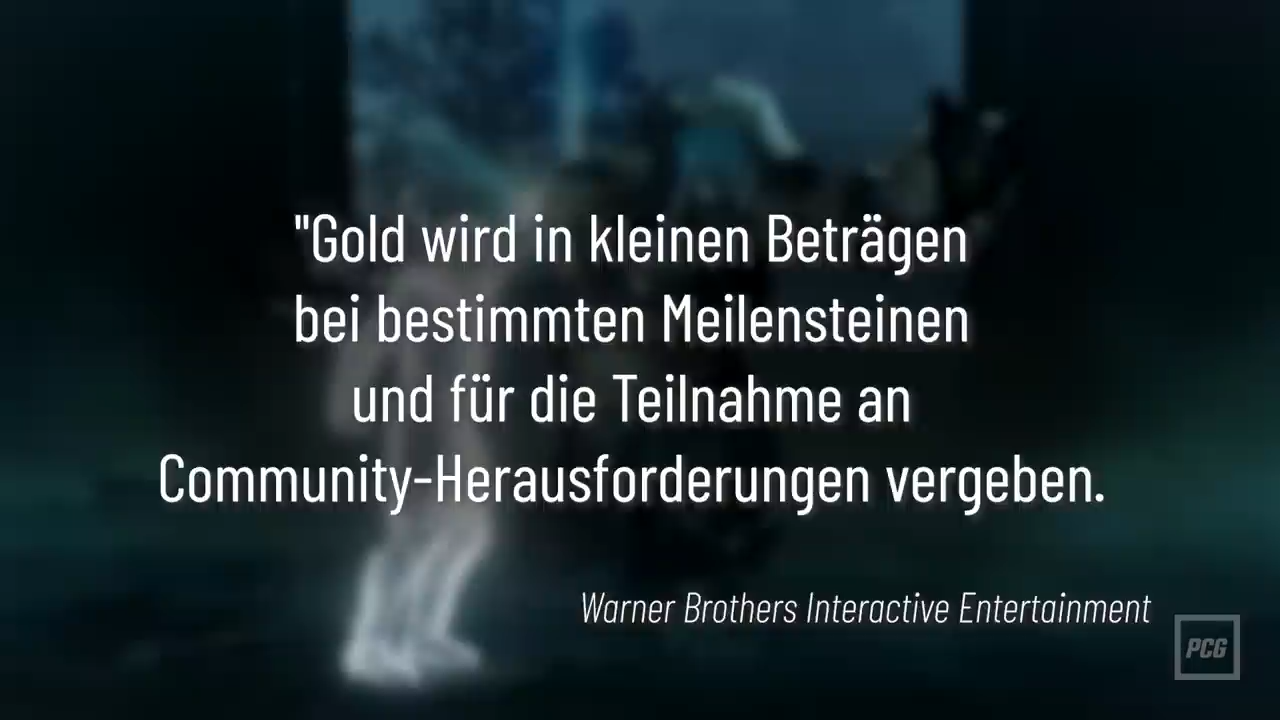 "Gold wird in kleinen Beträgen
bei bestimmten Meilensteinen
und für die Teilnahme an
Community-Herausforderungen vergeben.
Warner Brothers Interactive Entertainment
PCG